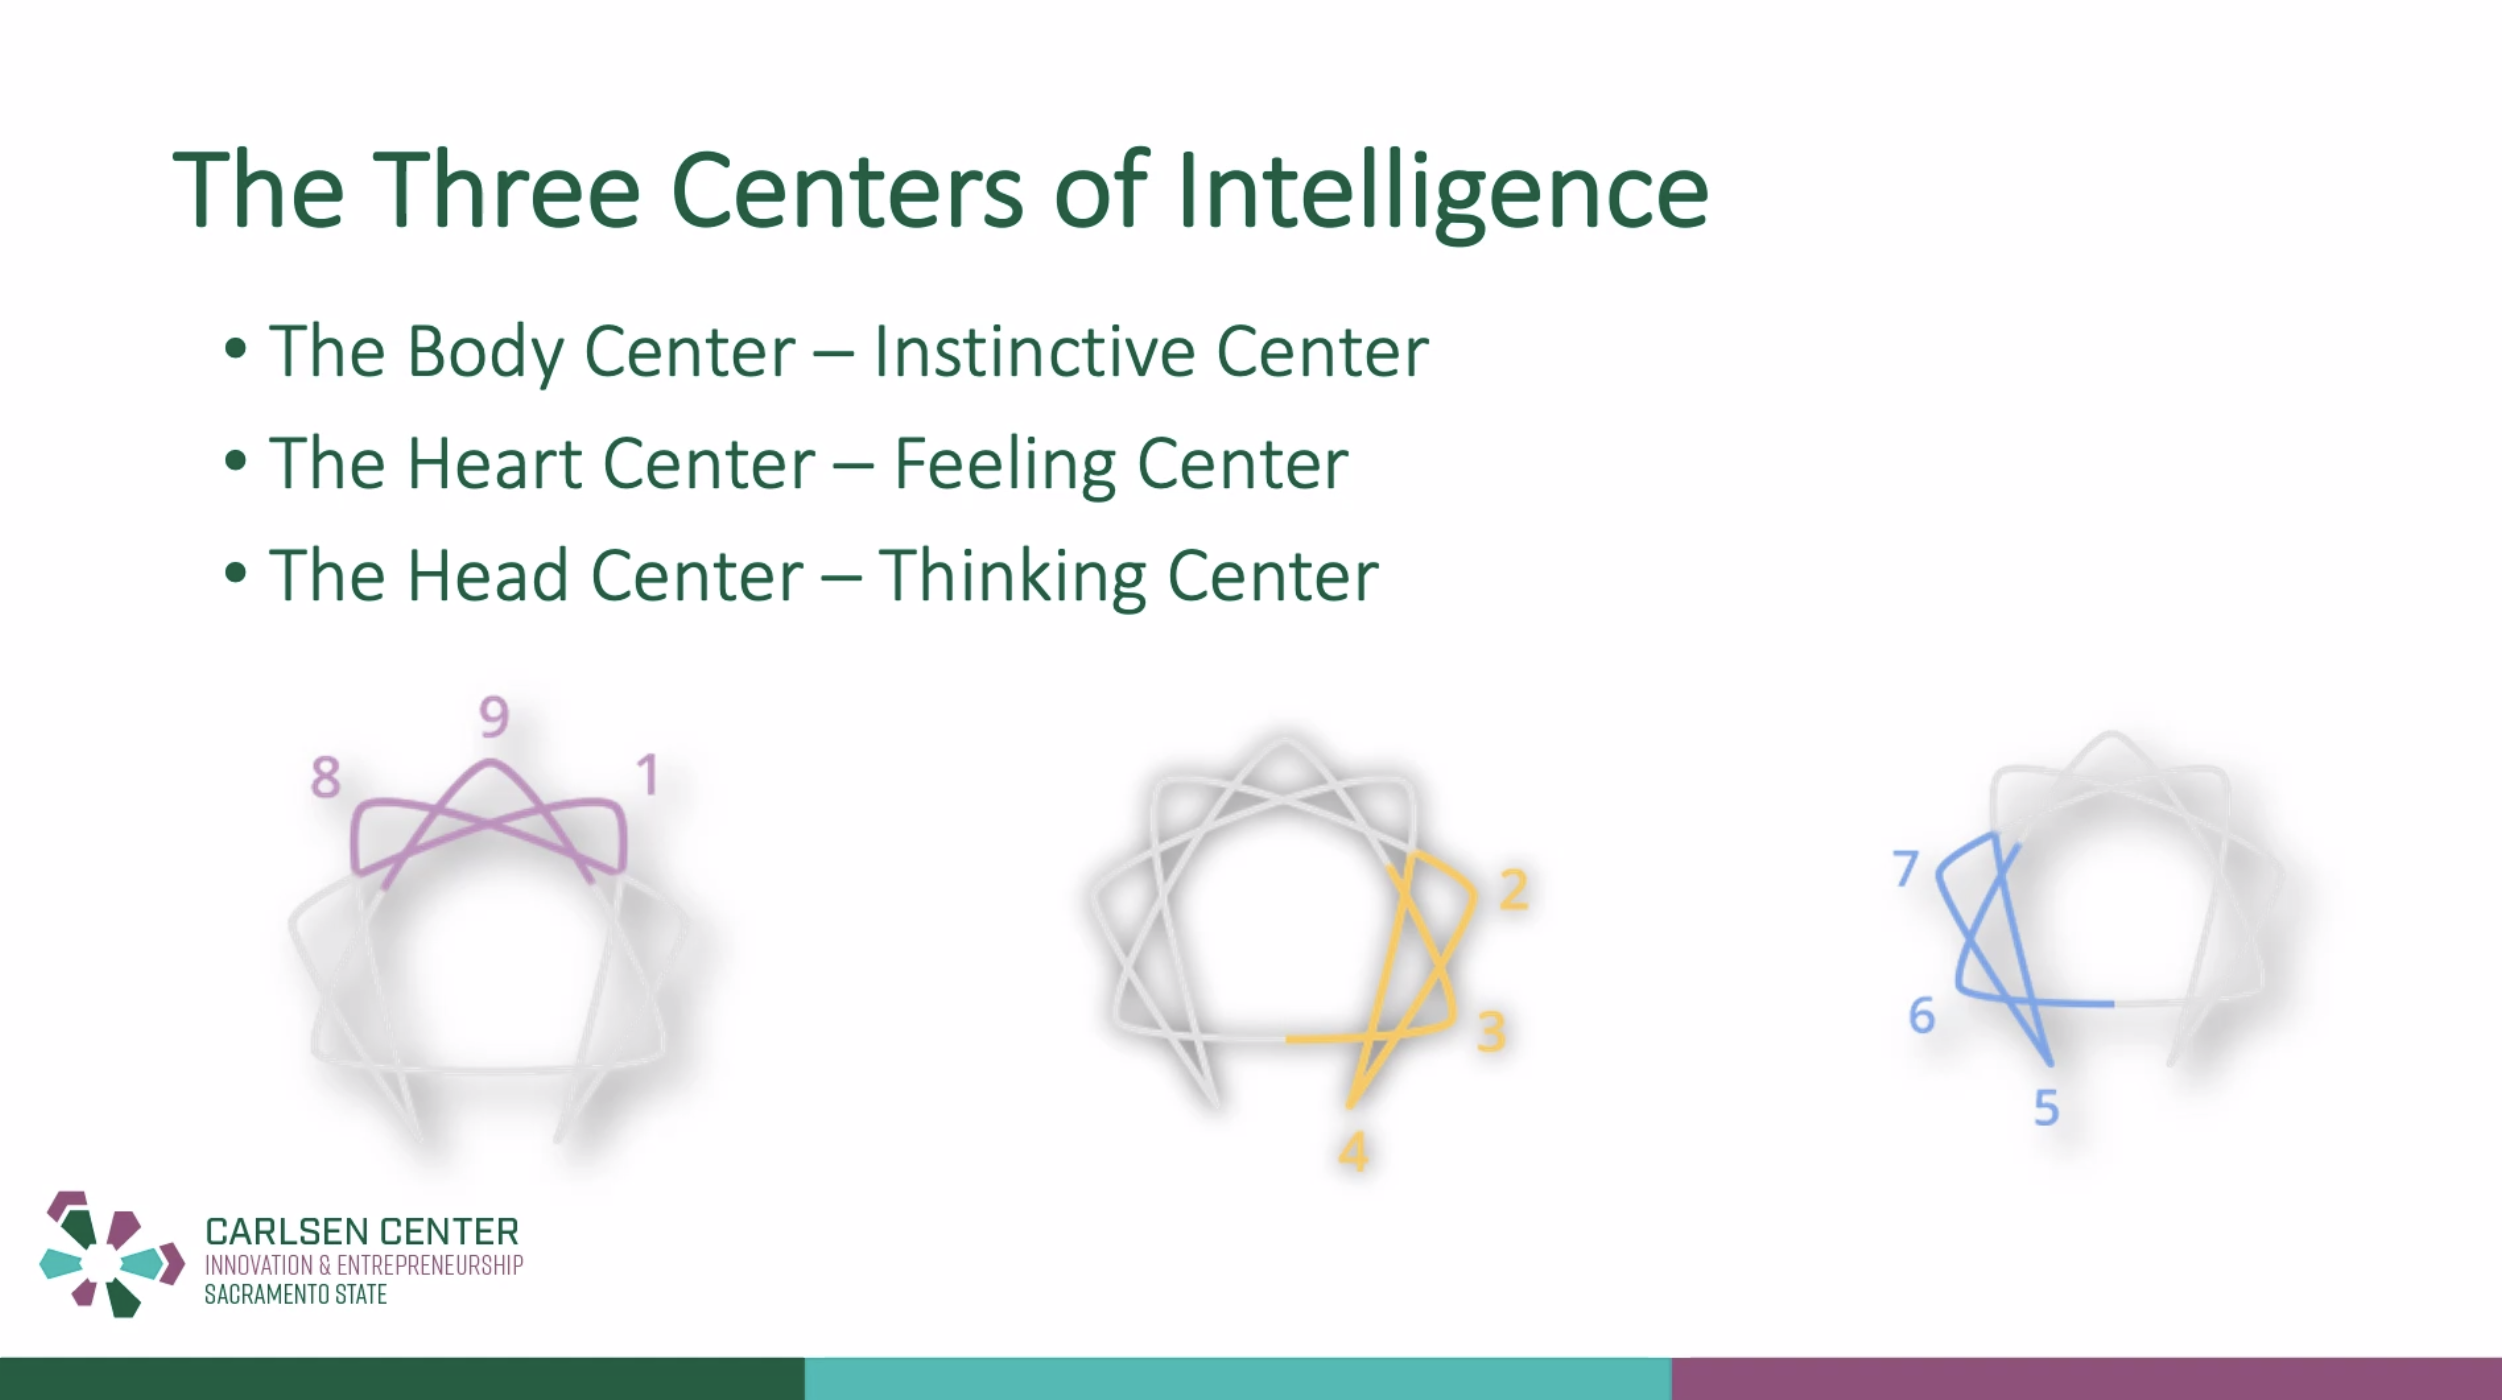 The Three Centers of Intelligence
• The Body Center – Instinctive Center
• The Heart Center – Feeling Center
• The Head Center – Thinking Center
9
8
1
2
3
4
7
6
5
CARLSEN CENTER
INNOVATION & ENTREPRENEURSHIP
SACRAMENTO STATE